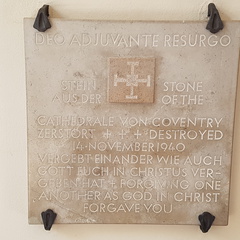 DEO ADJUVANTE RESURGO
STEIN STONE
AUS DER OF THE
CATHEDRALE VON COVENTRY
ZERSTÖRT + + + DESTROYED
14·NOVEMBER 1940
VERGEBT EINANDER WIE AUCH
GOTT EUCH IN CHRISTUS VER-
GEBEN HAT + FORGIVING ONE
ANOTHER AS GOD IN CHRIST
FORGAVE YOU